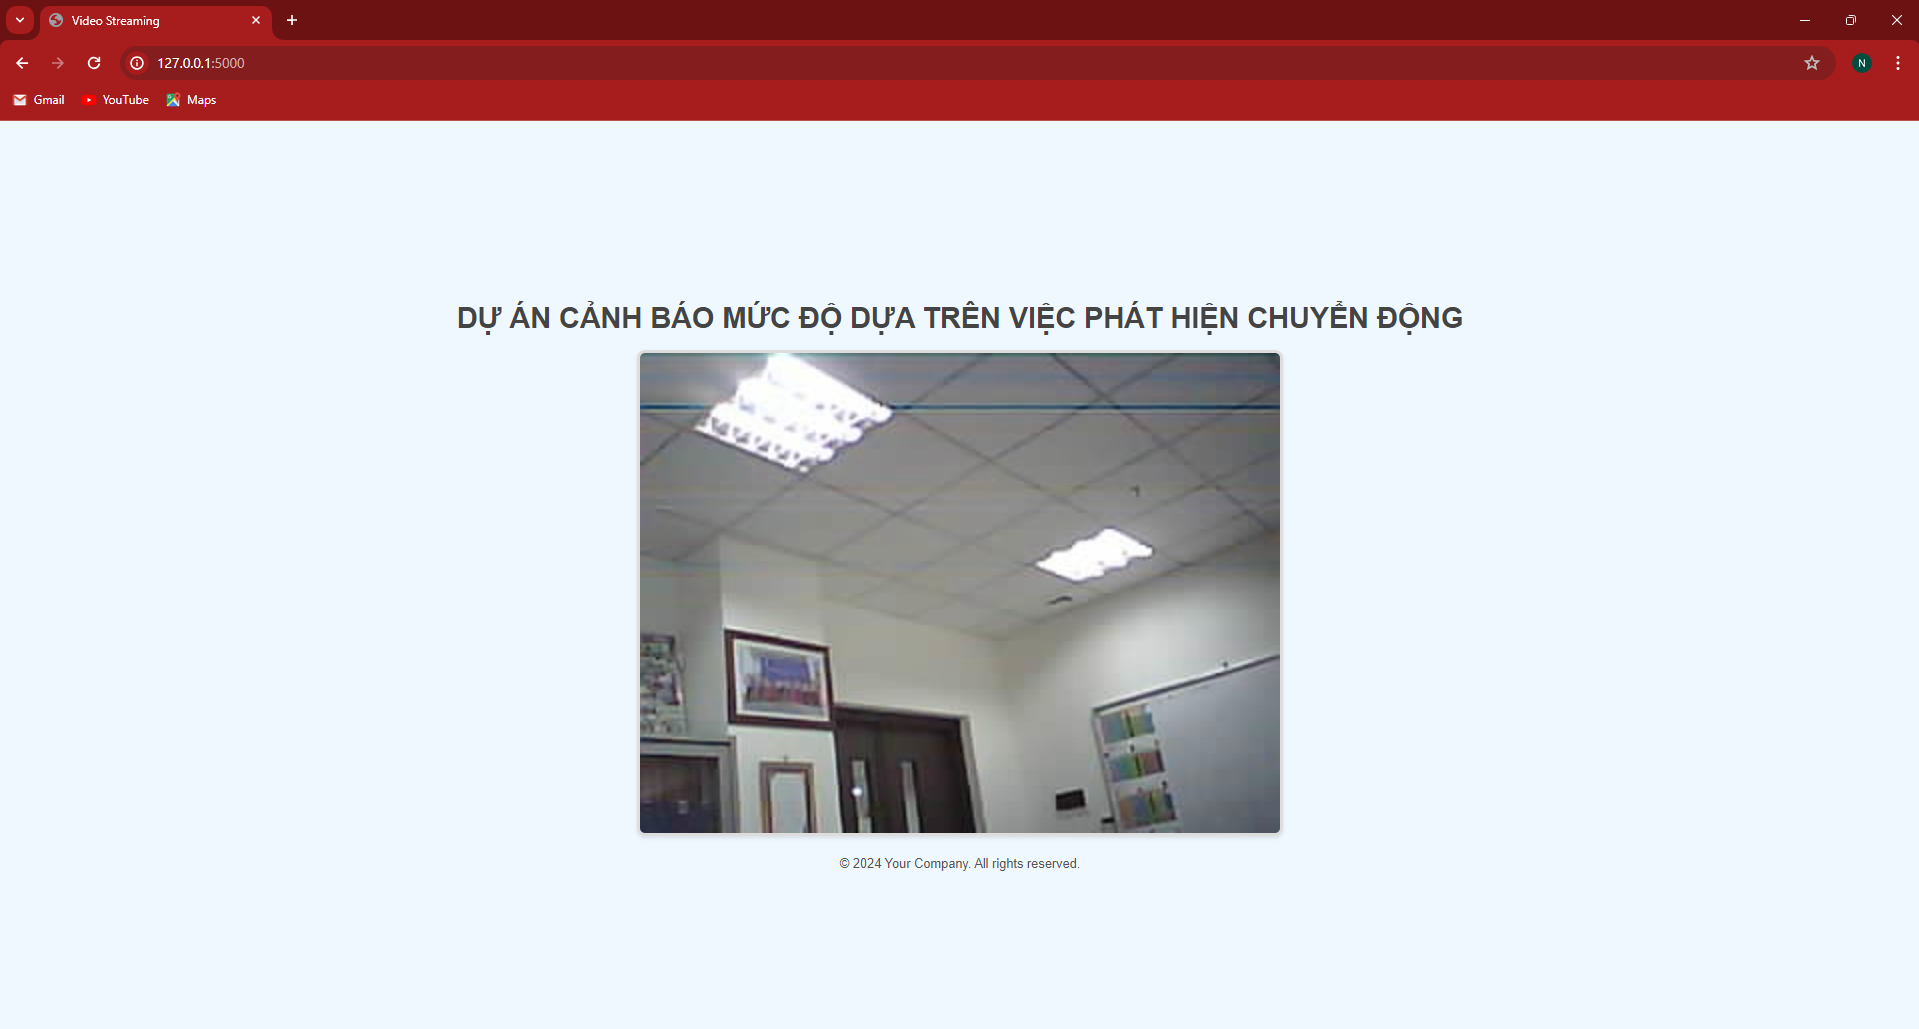 Video Streaming
127.0.0.1:5000
N
Gmail YouTube Maps
DỰ ÁN CẢNH BÁO MỨC ĐỘ DỰA TRÊN VIỆC PHÁT HIỆN CHUYỂN ĐỘNG
© 2024 Your Company. All rights reserved.